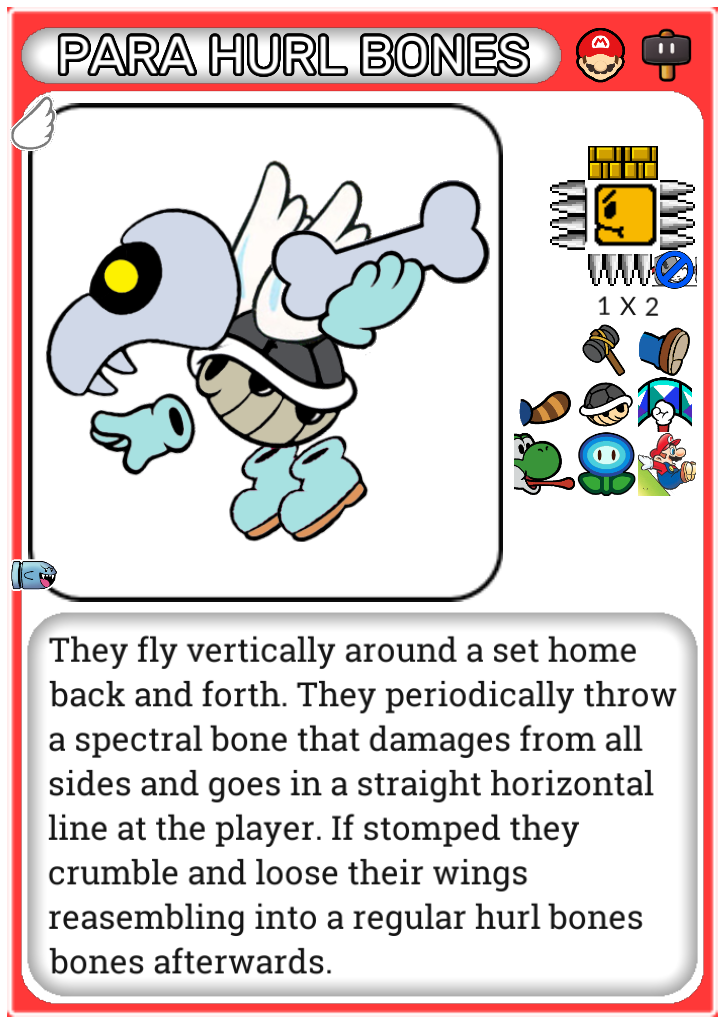 PARA HURL BONES
1 X 2
They fly vertically around a set home
back and forth. They periodically throw
a spectral bone that damages from all
sides and goes in a straight horizontal
line at the player. If stomped they
crumble and loose their wings
reasembling into a regular hurl bones
bones afterwards.